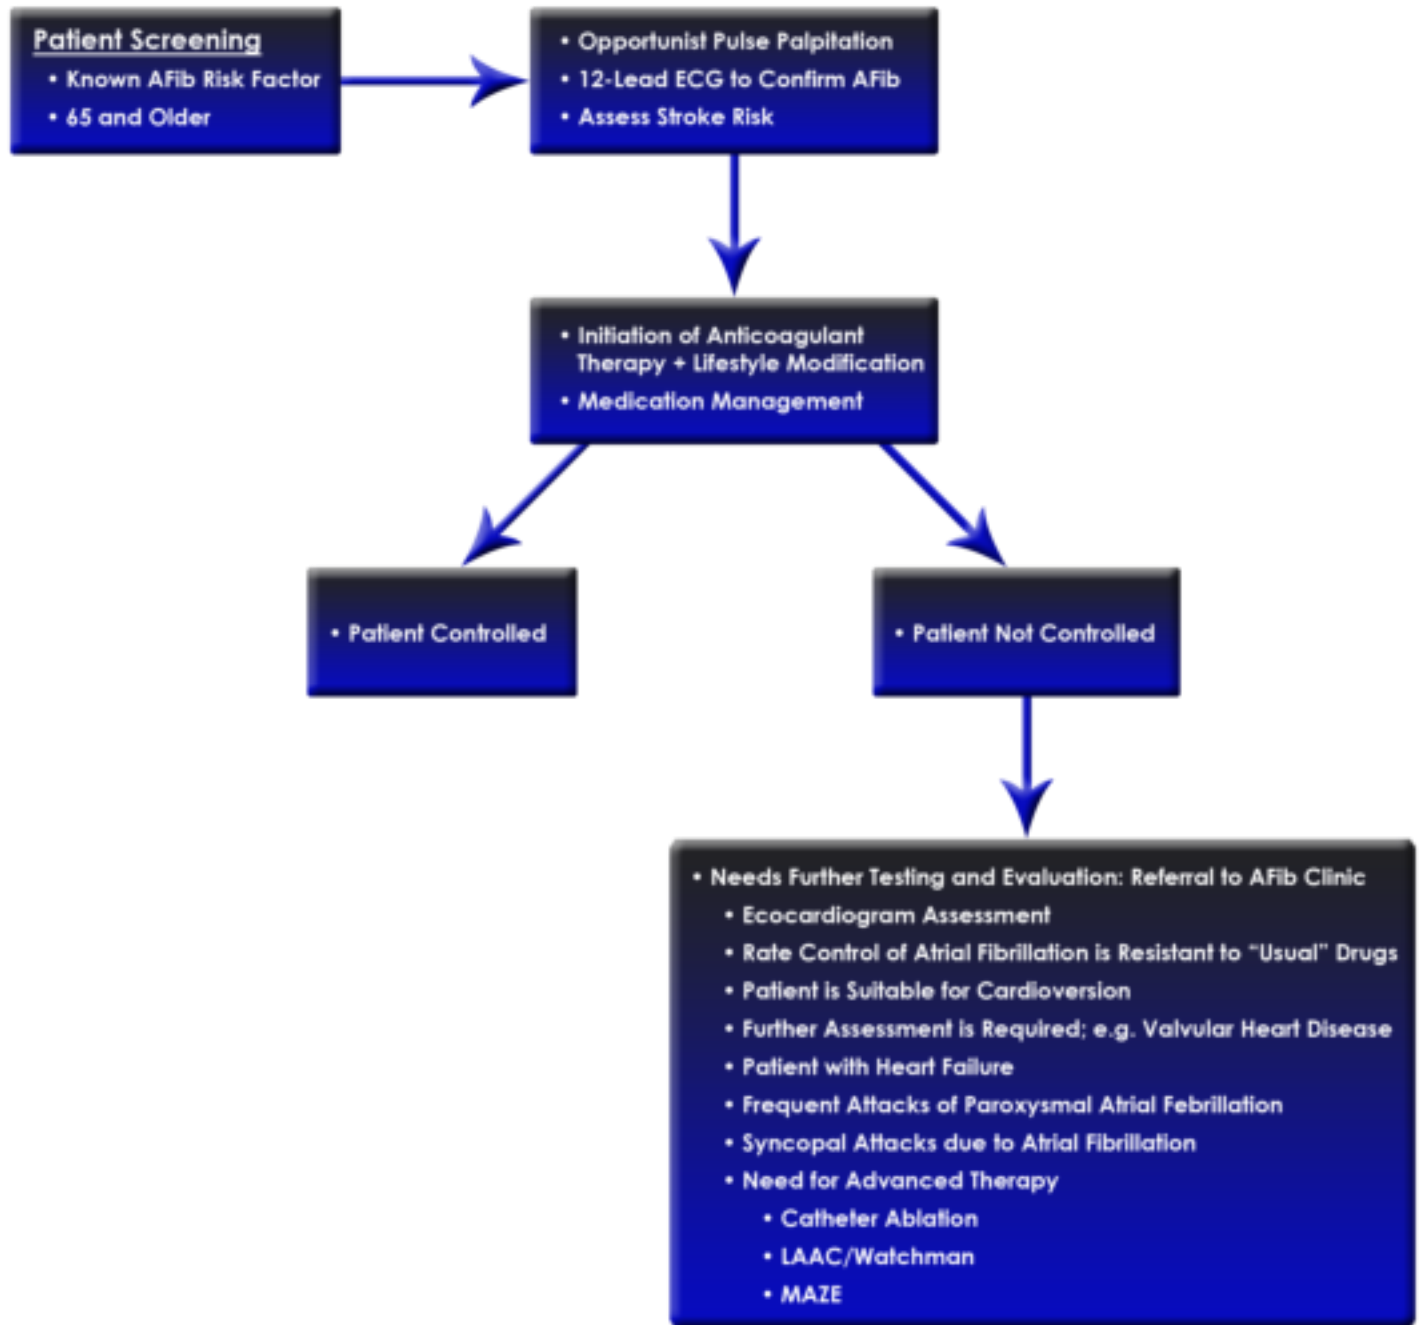 Patient Screening
• Known AFib Risk Factor
• 65 and Older
• Opportunist Pulse Palpitation
• 12-Lead ECG to Confirm AFib
• Assess Stroke Risk
• Initiation of Anticoagulant
Therapy + Lifestyle Modification
• Medication Management
• Patient Controlled
• Patient Not Controlled
• Needs Further Testing and Evaluation: Referral to AFib Clinic
• Ecocardiogram Assessment
• Rate Control of Atrial Fibrillation is Resistant to “Usual” Drugs
• Patient is Suitable for Cardioversion
• Further Assessment is Required; e.g. Valvular Heart Disease
• Patient with Heart Failure
• Frequent Attacks of Paroxysmal Atrial Febrillation
• Syncopal Attacks due to Atrial Fibrillation
• Need for Advanced Therapy
• Catheter Ablation
• LAAC/Watchman
• MAZE